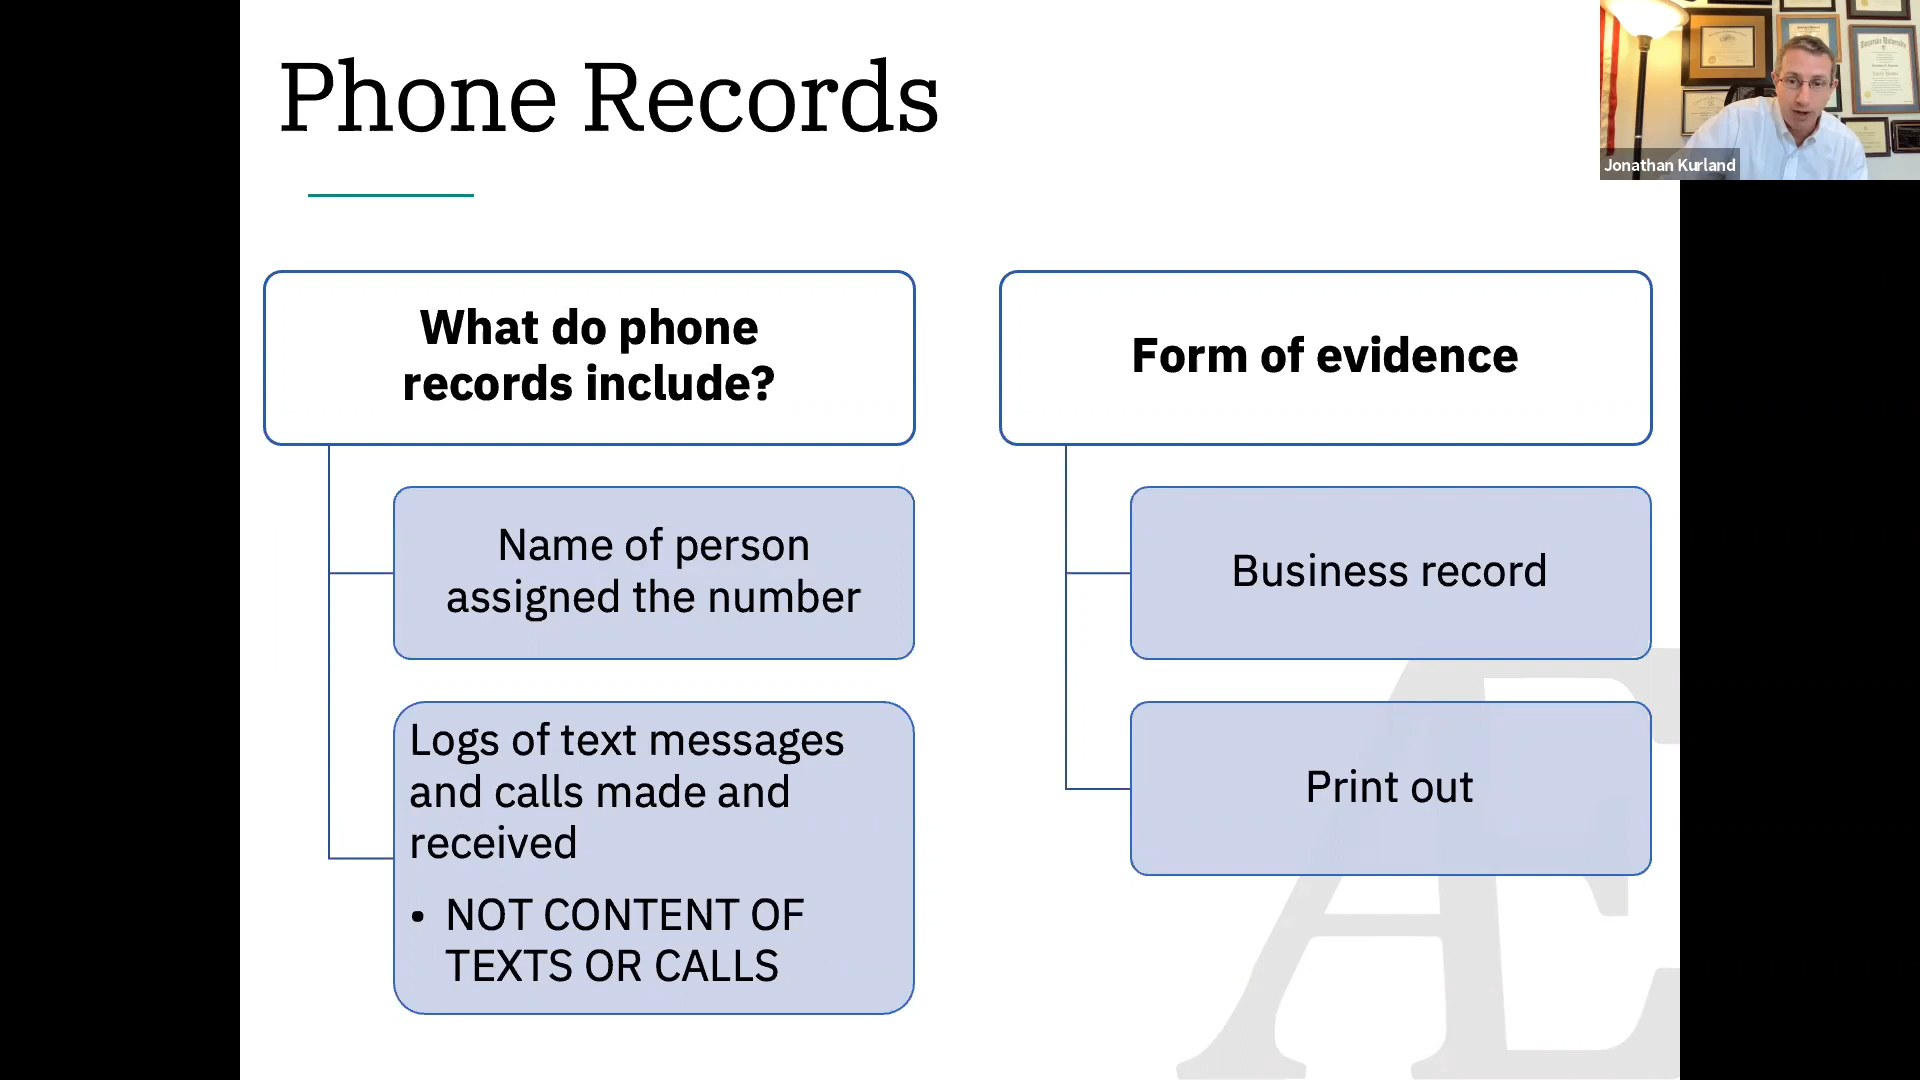 Phone Records
Jonathan Kurland
What do phone
records include?
Name of person
assigned the number
Logs of text messages
and calls made and
received
• NOT CONTENT OF
TEXTS OR CALLS
Form of evidence
Business record
Print out
Æ